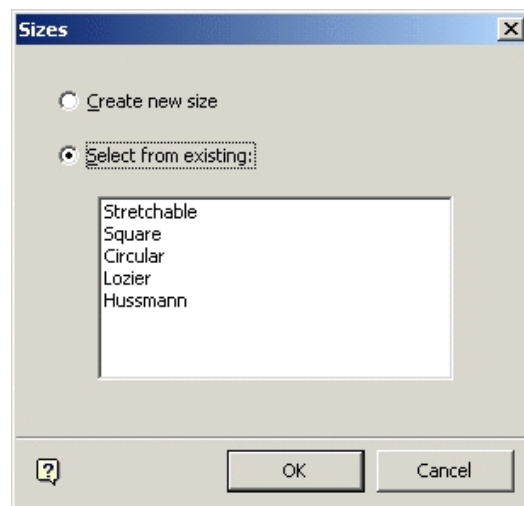 Sizes
Create new size
Select from existing:
Stretchable
Square
Circular
Lozier
Hussmann
?
OK
Cancel